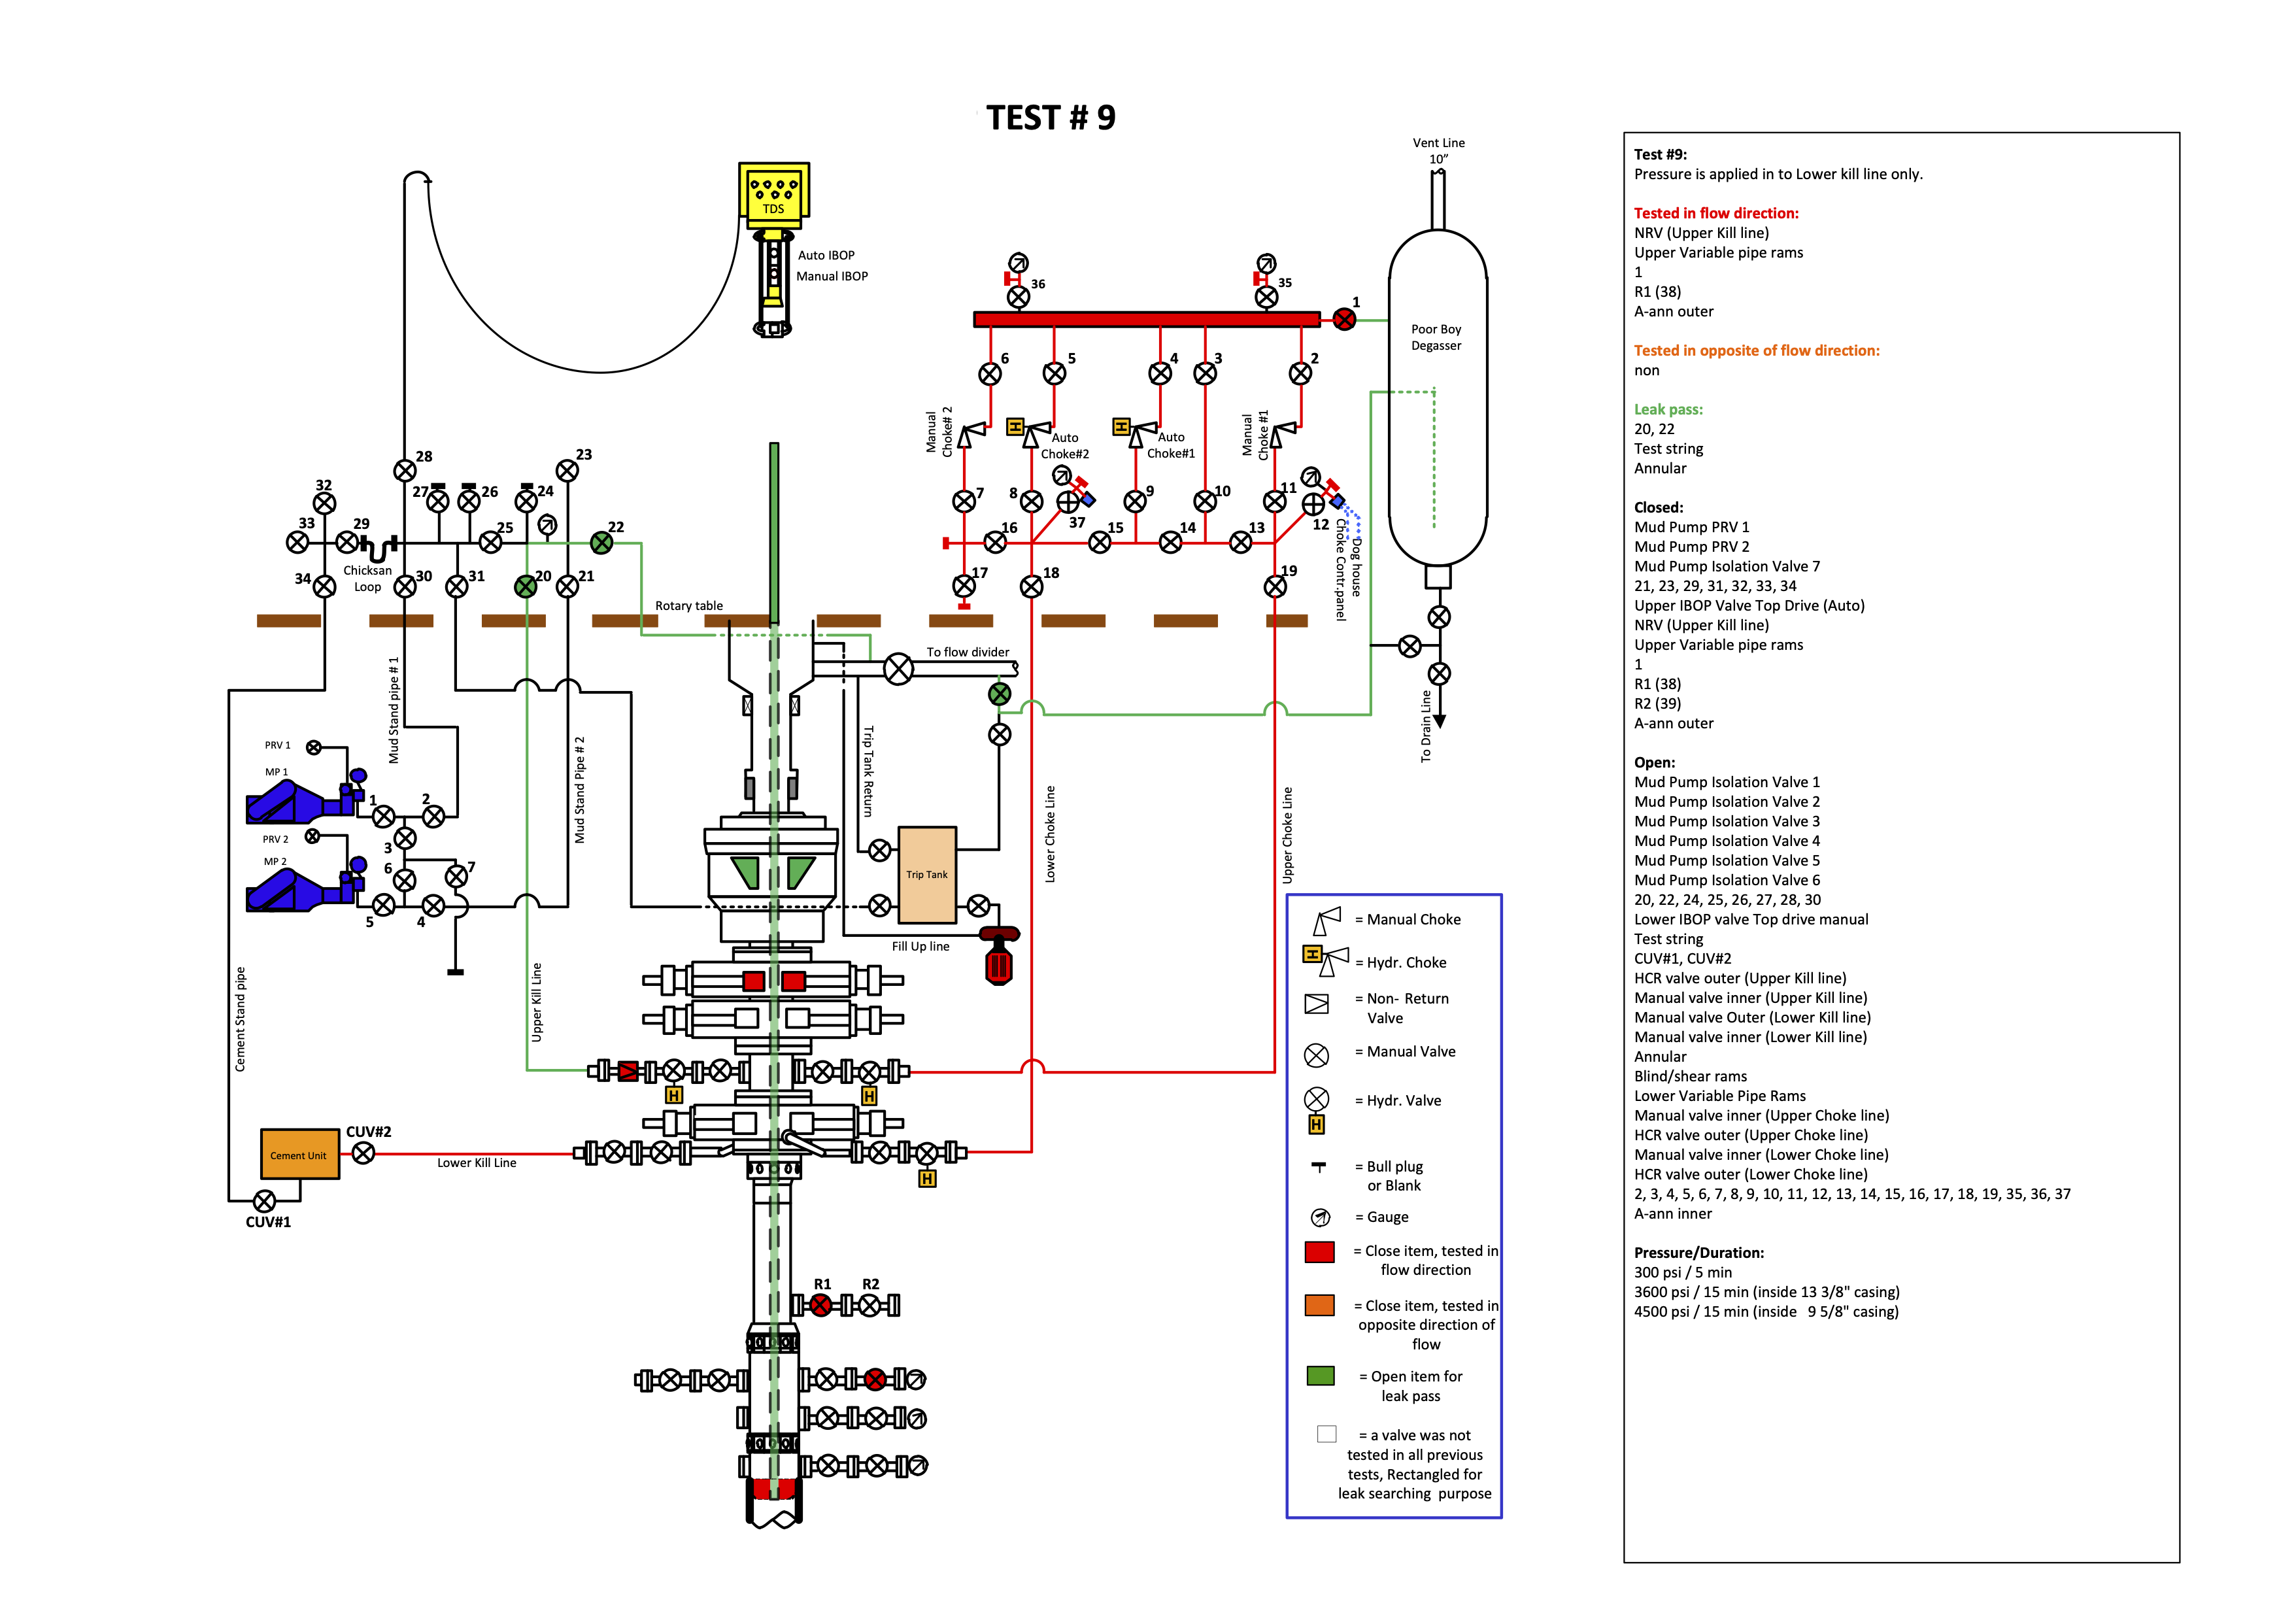 TEST # 9
Vent Line
10”
TDS
Auto IBOP
Manual IBOP
36
35
1
Poor Boy
Degasser
6
5
4
3
2
Manual
Choke# 2
H
Auto
Choke#2
H
Auto
Choke#1
Manual
Choke #1
28
23
32
27
26
24
7
8
37
9
10
11
12
33
29
25
22
16
15
14
13
Chicksan
Loop
34
30
31
20
21
17
18
19
Choke Contr.panel
Dog house
Rotary table
To flow divider
Mud Stand pipe # 1
Mud Stand Pipe # 2
Trip Tank Return
To Drain Line
PRV 1
MP 1
1
2
PRV 2
3
MP 2
6
7
5
4
Trip Tank
Lower Choke Line
Upper Choke Line
Fill Up line
Cement Stand pipe
Upper Kill Line
H
H
CUV#2
Cement Unit
Lower Kill Line
H
CUV#1
R1
R2
= Manual Choke
H
= Hydr. Choke
= Non- Return
Valve
= Manual Valve
= Hydr. Valve
H
= Bull plug
or Blank
= Gauge
= Close item, tested in
flow direction
= Close item, tested in
opposite direction of
flow
= Open item for
leak pass
= a valve was not
tested in all previous
tests, Rectangled for
leak searching purpose
Test #9:
Pressure is applied in to Lower kill line only.
Tested in flow direction:
NRV (Upper Kill line)
Upper Variable pipe rams
1
R1 (38)
A-ann outer
Tested in opposite of flow direction:
non
Leak pass:
20, 22
Test string
Annular
Closed:
Mud Pump PRV 1
Mud Pump PRV 2
Mud Pump Isolation Valve 7
21, 23, 29, 31, 32, 33, 34
Upper IBOP Valve Top Drive (Auto)
NRV (Upper Kill line)
Upper Variable pipe rams
1
R1 (38)
R2 (39)
A-ann outer
Open:
Mud Pump Isolation Valve 1
Mud Pump Isolation Valve 2
Mud Pump Isolation Valve 3
Mud Pump Isolation Valve 4
Mud Pump Isolation Valve 5
Mud Pump Isolation Valve 6
20, 22, 24, 25, 26, 27, 28, 30
Lower IBOP valve Top drive manual
Test string
CUV#1, CUV#2
HCR valve outer (Upper Kill line)
Manual valve inner (Upper Kill line)
Manual valve Outer (Lower Kill line)
Manual valve inner (Lower Kill line)
Annular
Blind/shear rams
Lower Variable Pipe Rams
Manual valve inner (Upper Choke line)
HCR valve outer (Upper Choke line)
Manual valve inner (Lower Choke line)
HCR valve outer (Lower Choke line)
2, 3, 4, 5, 6, 7, 8, 9, 10, 11, 12, 13, 14, 15, 16, 17, 18, 19, 35, 36, 37
A-ann inner
Pressure/Duration:
300 psi / 5 min
3600 psi / 15 min (inside 13 3/8" casing)
4500 psi / 15 min (inside 9 5/8" casing)